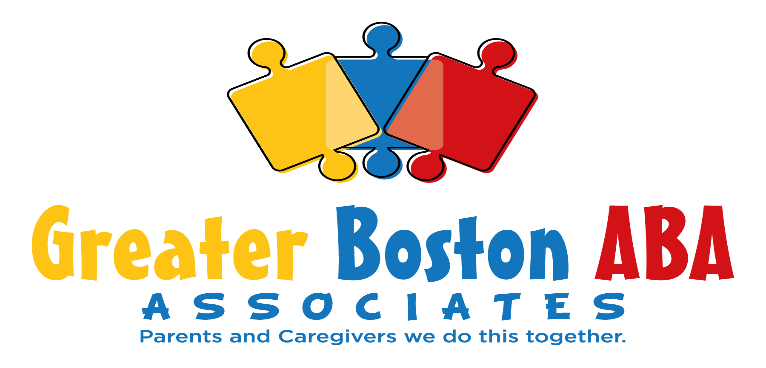 Greater Boston ABA
ASSOCIATES
Parents and Caregivers we do this together.